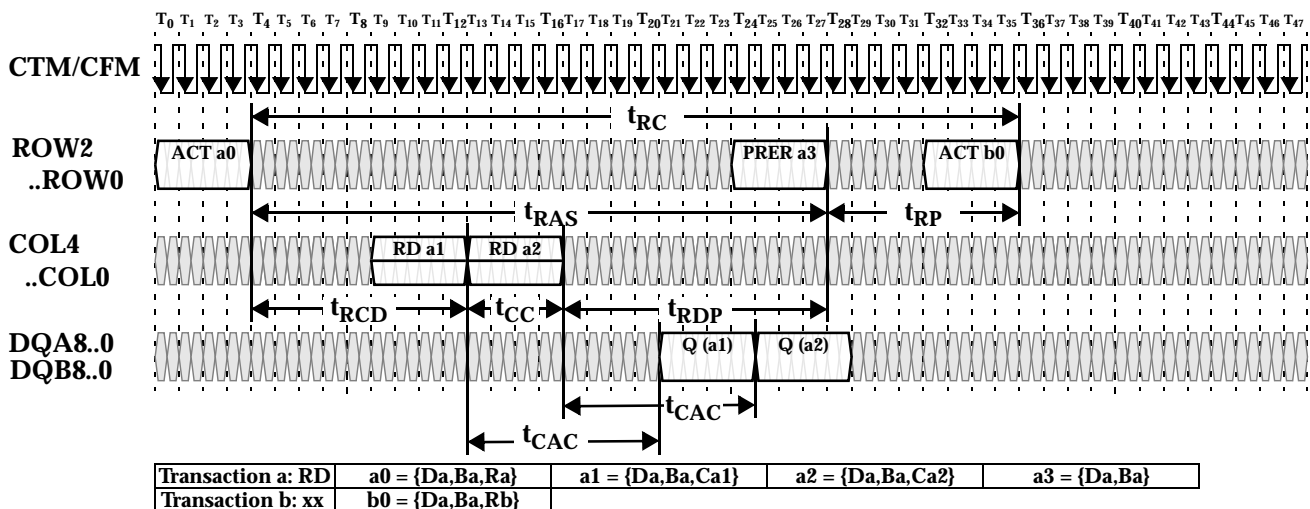 T0 T1 T2 T3 T4 T5 T6 T7 T8 T9 T10 T11 T12 T13 T14 T15 T16 T17 T18 T19 T20 T21 T22 T23 T24 T25 T26 T27 T28 T29 T30 T31 T32 T33 T34 T35 T36 T37 T38 T39 T40 T41 T42 T43 T44 T45 T46 T47
CTM/CFM
tRC
ROW2
..ROW0
ACT a0 PRER a3 ACT b0
tRAS tRP
COL4
..COL0
RD a1 RD a2
tRCD tCC tRDP
DQA8..0
DQB8..0
Q (a1) Q (a2)
tCAC
tCAC
Transaction a: RD a0 = {Da,Ba,Ra} a1 = {Da,Ba,Ca1} a2 = {Da,Ba,Ca2} a3 = {Da,Ba}
Transaction b: xx b0 = {Da,Ba,Rb}